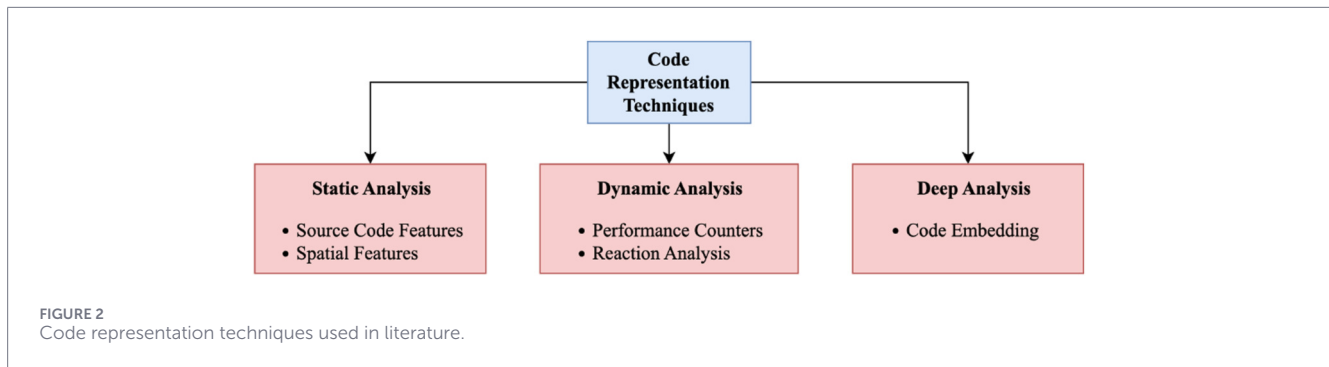 Code
Representation
Techniques
Static Analysis
• Source Code Features
• Spatial Features
Dynamic Analysis
• Performance Counters
• Reaction Analysis
Deep Analysis
• Code Embedding
FIGURE 2
Code representation techniques used in literature.